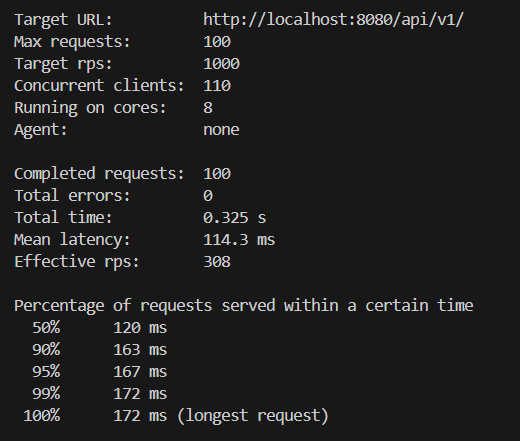 Target URL: http://localhost:8080/api/v1/
Max requests: 100
Target rps: 1000
Concurrent clients: 110
Running on cores: 8
Agent: none
Completed requests: 100
Total errors: 0
Total time: 0.325 s
Mean latency: 114.3 ms
Effective rps: 308
Percentage of requests served within a certain time
50% 120 ms
90% 163 ms
95% 167 ms
99% 172 ms
100% 172 ms (longest request)